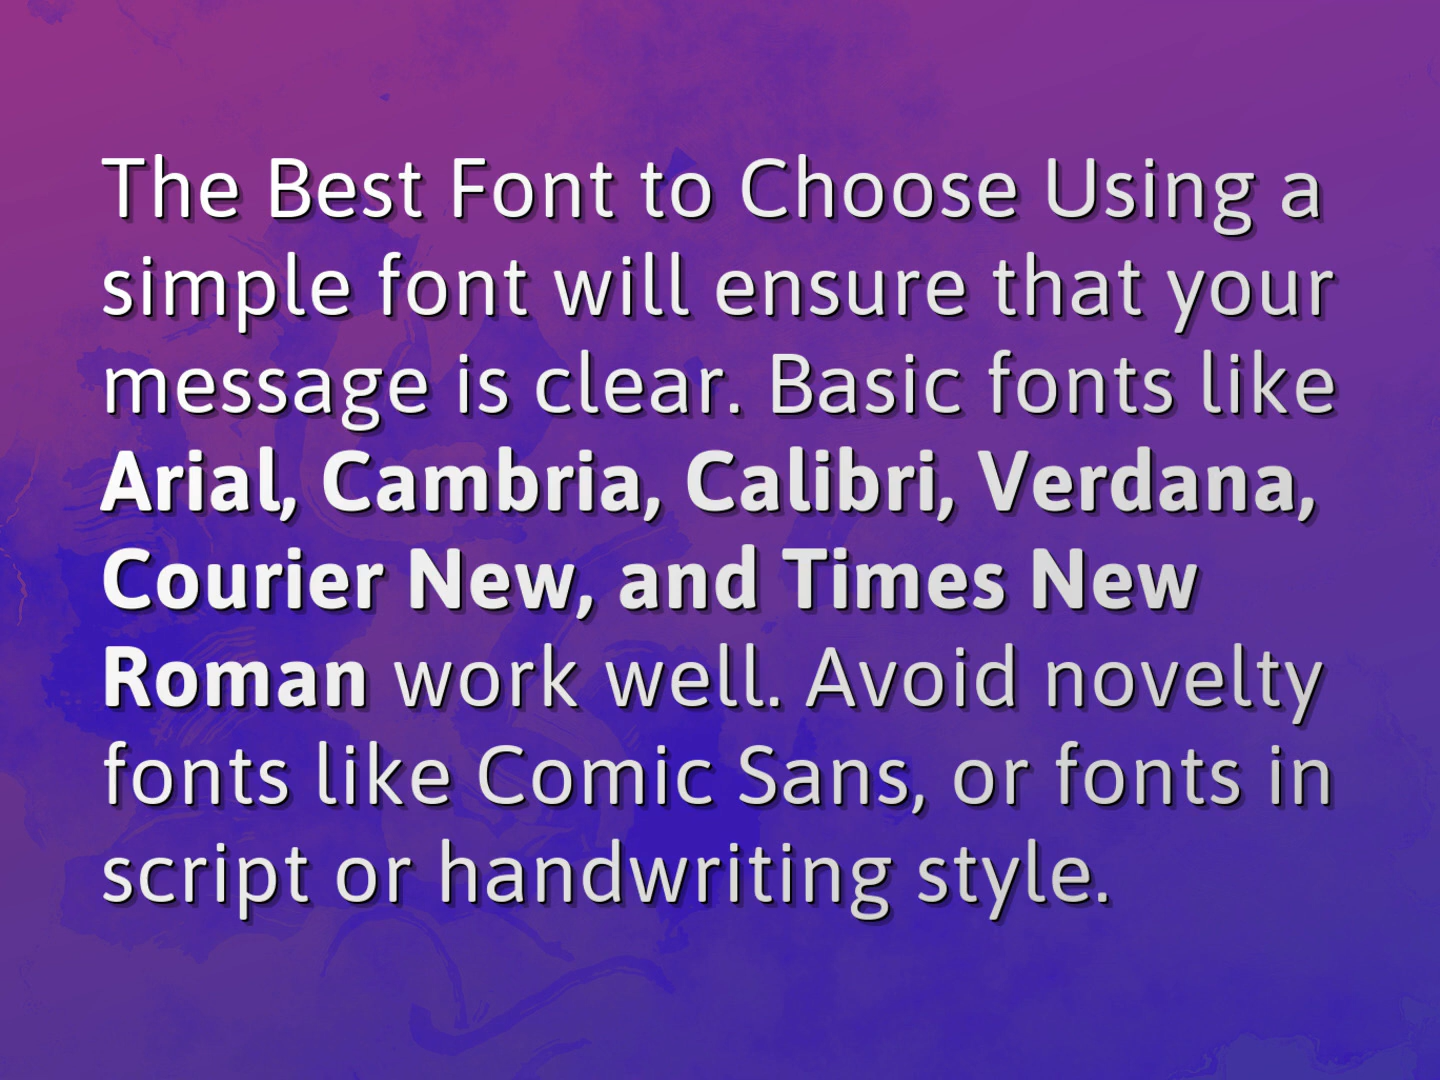 The Best Font to Choose Using a
simple font will ensure that your
message is clear. Basic fonts like
Arial, Cambria, Calibri, Verdana,
Courier New, and Times New
Roman work well. Avoid novelty
fonts like Comic Sans, or fonts in
script or handwriting style.